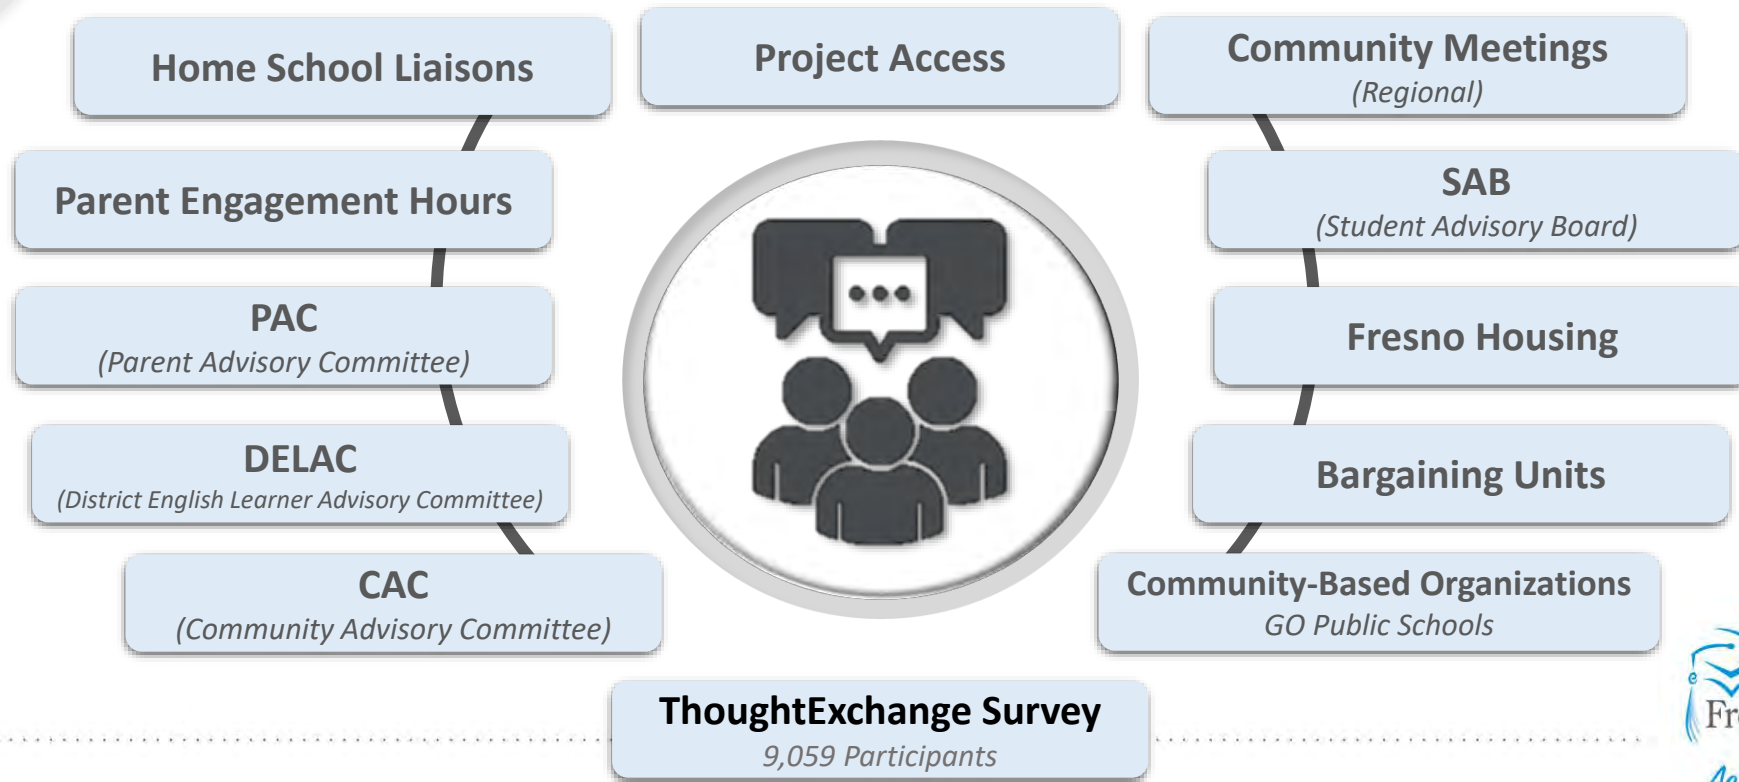 Home School Liaisons
Project Access
Community Meetings
(Regional)
Parent Engagement Hours
SAB
(Student Advisory Board)
PAC
(Parent Advisory Committee)
Fresno Housing
DELAC
(District English Learner Advisory Committee)
Bargaining Units
CAC
(Community Advisory Committee)
Community-Based Organizations
GO Public Schools
ThoughtExchange Survey
9,059 Participants